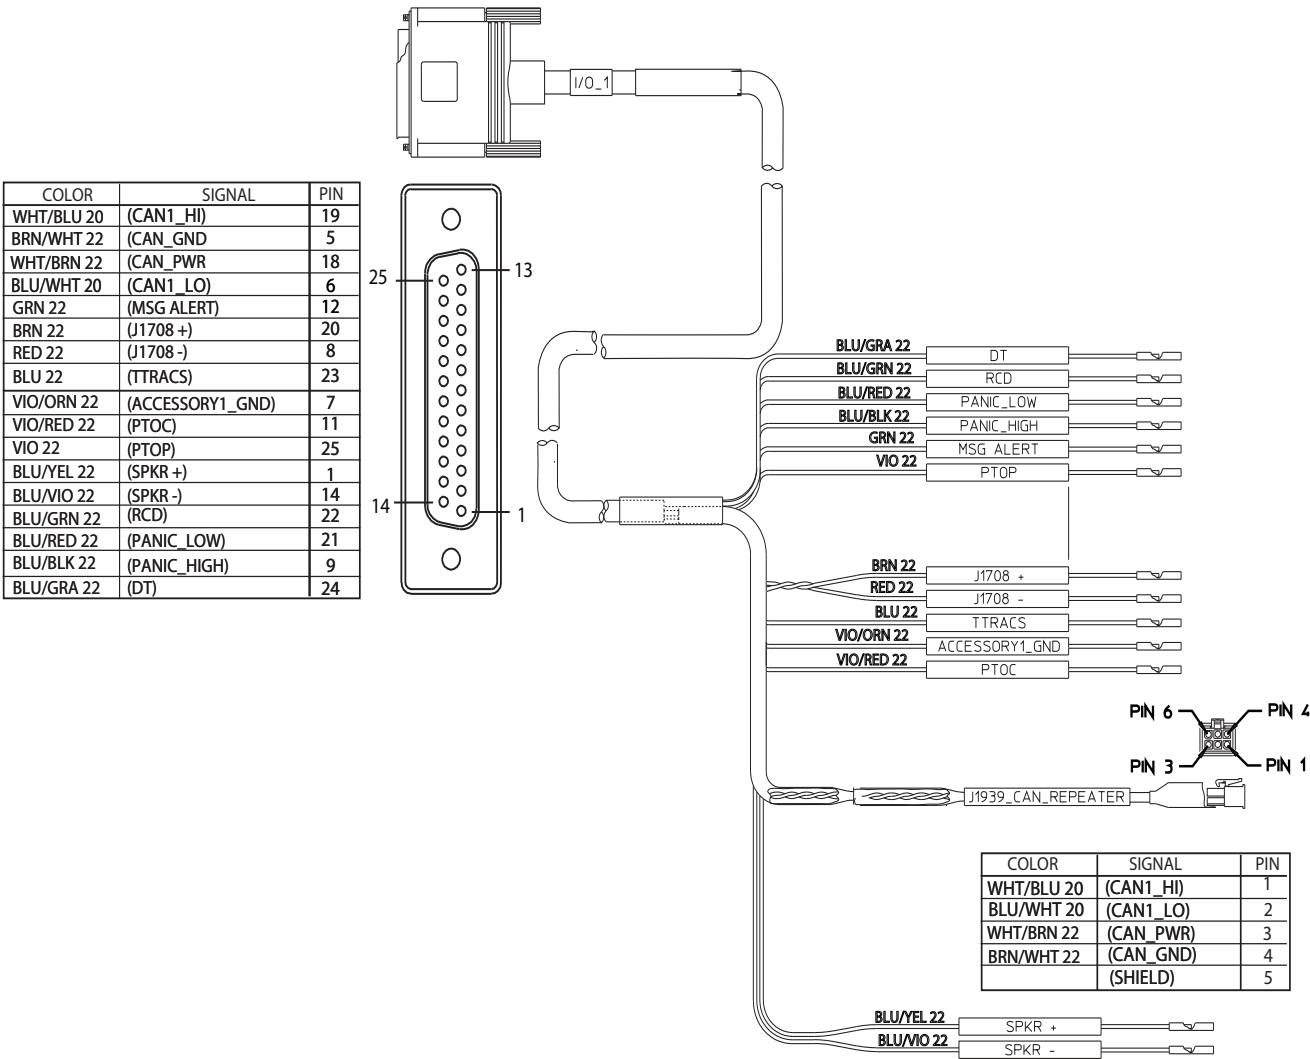 I/O_1
COLOR SIGNAL PIN
WHT/BLU 20 (CAN1_HI) 19
BRN/WHT 22 (CAN_GND 5
WHT/BRN 22 (CAN_PWR 18
BLU/WHT 20 (CAN1_LO) 6
GRN 22 (MSG ALERT) 12
BRN 22 (J1708 +) 20
RED 22 (J1708 -) 8
BLU 22 (TTRACS) 23
VIO/ORN 22 (ACCESSORY1_GND) 7
VIO/RED 22 (PTOC) 11
VIO 22 (PTOP) 25
BLU/YEL 22 (SPKR +) 1
BLU/VIO 22 (SPKR -) 14
BLU/GRN 22 (RCD) 22
BLU/RED 22 (PANIC_LOW) 21
BLU/BLK 22 (PANIC_HIGH) 9
BLU/GRA 22 (DT) 24
25
13
14
1
BLU/GRA 22 DT
BLU/GRN 22 RCD
BLU/RED 22 PANIC_LOW
BLU/BLK 22 PANIC_HIGH
GRN 22 MSG ALERT
VIO 22 PTOP
BRN 22 J1708 +
RED 22 J1708 -
BLU 22 TTRACS
VIO/ORN 22 ACCESSORY1_GND
VIO/RED 22 PTOC
PIN 6 PIN 4
PIN 3 PIN 1
J1939_CAN_REPEATER
COLOR SIGNAL PIN
WHT/BLU 20 (CAN1_HI) 1
BLU/WHT 20 (CAN1_LO) 2
WHT/BRN 22 (CAN_PWR) 3
BRN/WHT 22 (CAN_GND) 4
(SHIELD) 5
BLU/YEL 22 SPKR +
BLU/VIO 22 SPKR -